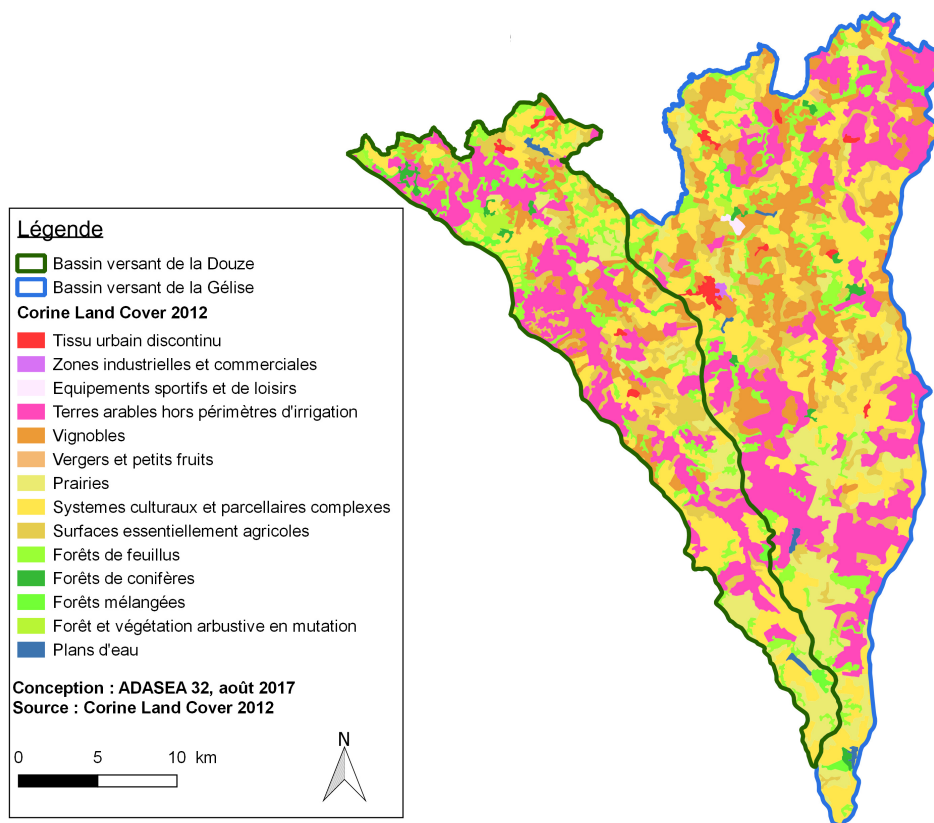 Légende
Bassin versant de la Douze
Bassin versant de la Gélise
Corine Land Cover 2012
Tissu urbain discontinu
Zones industrielles et commerciales
Equipements sportifs et de loisirs
Terres arables hors périmètres d'irrigation
Vignobles
Vergers et petits fruits
Prairies
Systemes culturaux et parcellaires complexes
Surfaces essentiellement agricoles
Forêts de feuillus
Forêts de conifères
Forêts mélangées
Forêt et végétation arbustive en mutation
Plans d'eau
Conception : ADASEA 32, août 2017
Source : Corine Land Cover 2012
0 5 10 km
N